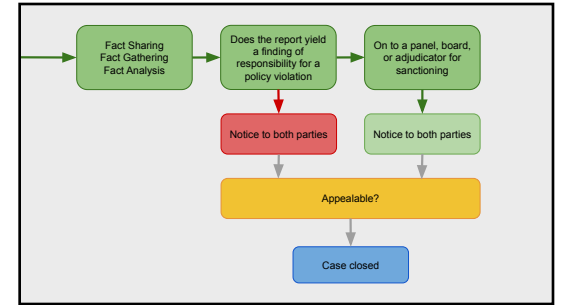 Fact Sharing
Fact Gathering
Fact Analysis
Does the report yield
a finding of
responsibility for a
policy violation
On to a panel, board,
or adjudicator for
sanctioning
Notice to both parties
Notice to both parties
Appealable?
Case closed